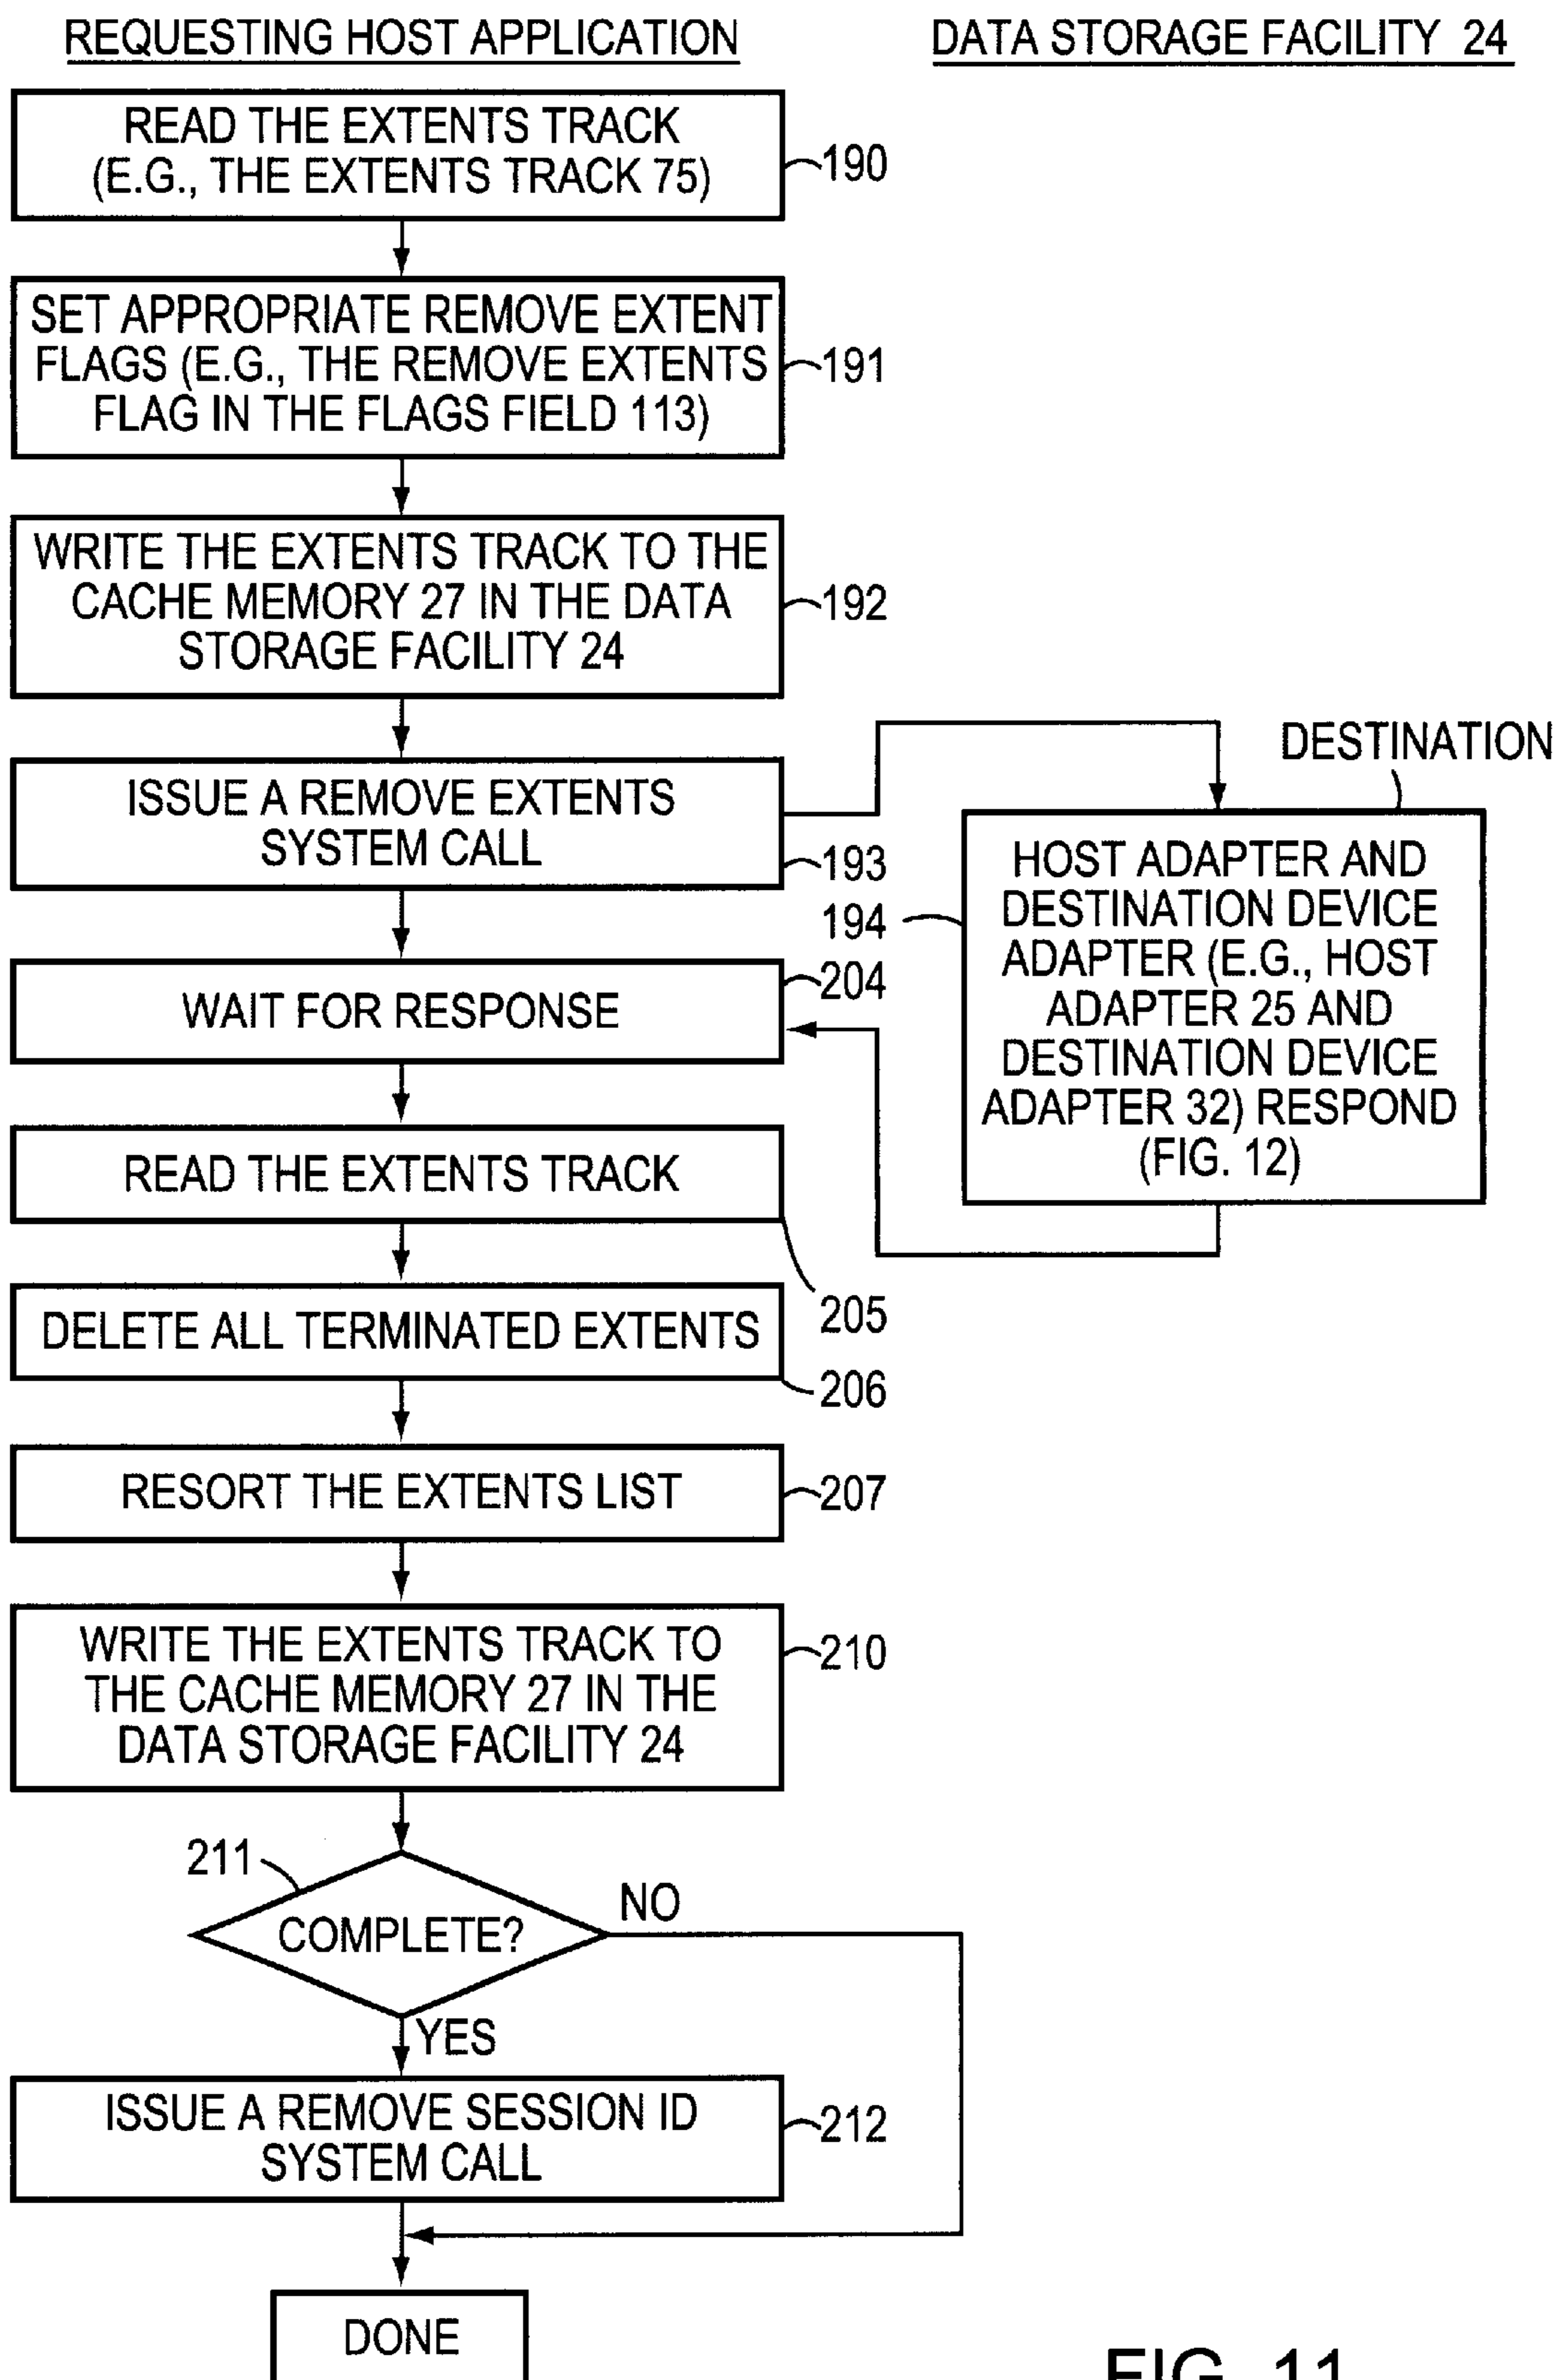 REQUESTING HOST APPLICATION
DATA STORAGE FACILITY 24
READ THE EXTENTS TRACK
(E.G., THE EXTENTS TRACK 75)
190
SET APPROPRIATE REMOVE EXTENT
FLAGS (E.G., THE REMOVE EXTENTS
FLAG IN THE FLAGS FIELD 113)
191
WRITE THE EXTENTS TRACK TO THE
CACHE MEMORY 27 IN THE DATA
STORAGE FACILITY 24
192
ISSUE A REMOVE EXTENTS
SYSTEM CALL
193
DESTINATION
HOST ADAPTER AND
DESTINATION DEVICE
ADAPTER (E.G., HOST
ADAPTER 25 AND
DESTINATION DEVICE
ADAPTER 32) RESPOND
(FIG. 12)
194
WAIT FOR RESPONSE
204
READ THE EXTENTS TRACK
205
DELETE ALL TERMINATED EXTENTS
206
RESORT THE EXTENTS LIST
207
WRITE THE EXTENTS TRACK TO
THE CACHE MEMORY 27 IN THE
DATA STORAGE FACILITY 24
210
211
COMPLETE?
NO
YES
ISSUE A REMOVE SESSION ID
SYSTEM CALL
212
DONE
FIG. 11